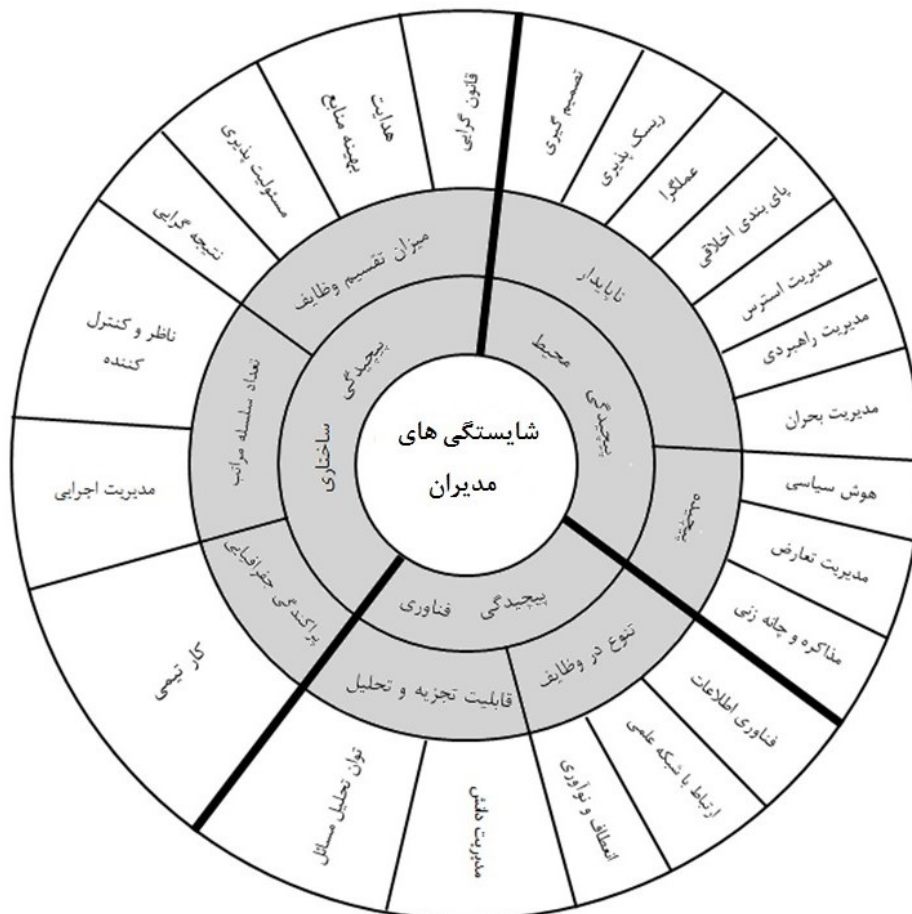 شایستگی های
مدیران
پیچیدگی محیط
ناپایدار
تصمیم گیری
ریسک پذیری
عملگرا
پای بندی اخلاقی
مدیریت استرس
مدیریت راهبردی
مدیریت بحران
پیچیده
هوش سیاسی
مدیریت تعارض
مذاکره و چانه زنی
پیچیدگی فناوری
تنوع در وظایف
فناوری اطلاعات
ارتباط با شبکه علمی
انعطاف و نوآوری
قابلیت تجزیه و تحلیل
مدیریت دانش
توان تحلیل مسائل
پیچیدگی ساختاری
پراکندگی جغرافیایی
کار تیمی
تعداد سلسله مراتب
مدیریت اجرایی
ناظر و کنترل
کننده
میزان تقسیم وظایف
نتیجه گرایی
مسئولیت پذیری
هدایت
بهینه منابع
قانون گرایی